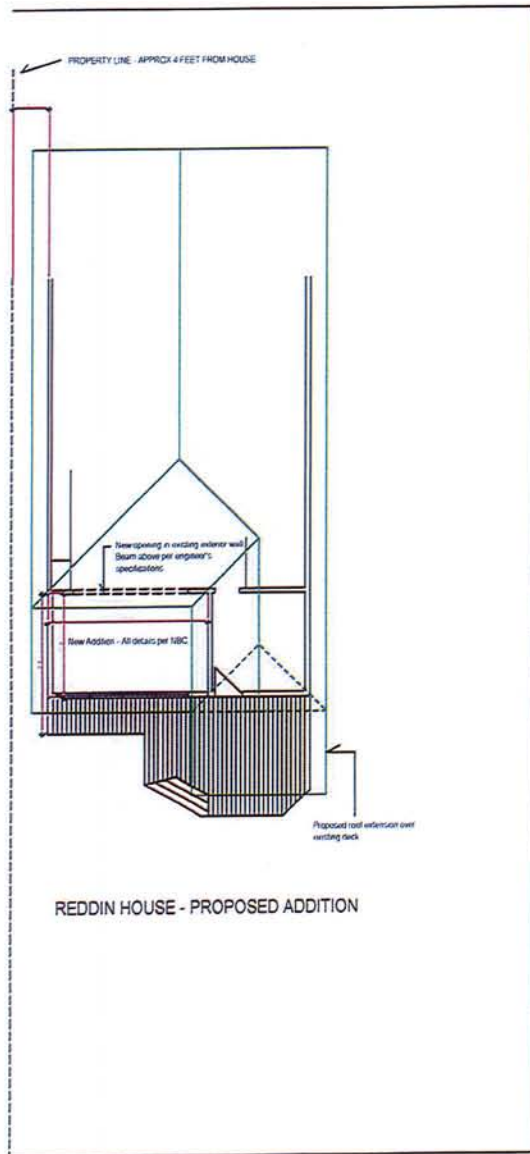 PROPERTY LINE - APPROX 4 FEET FROM HOUSE
New opening in existing exterior wall
Beam above per engineer's
specifications
New Addition - All details per NBC
Proposed roof extension over
existing deck
REDDIN HOUSE - PROPOSED ADDITION